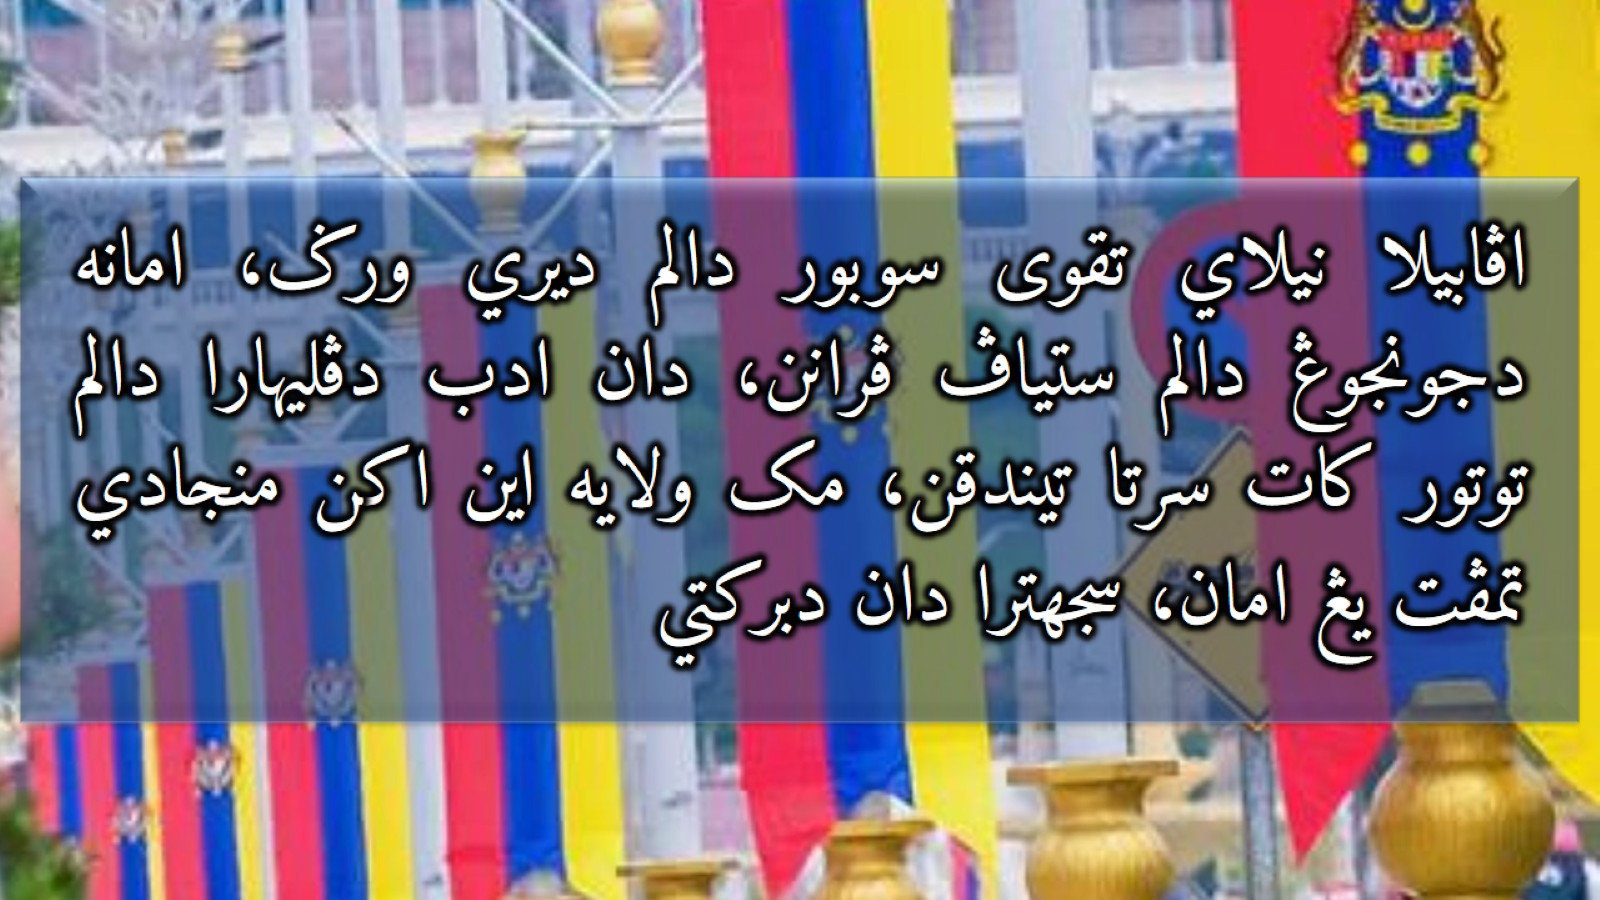 اڤابيلا نيلاي تقوى سوبور دالم ديري ورݢ، امانه
دجونجوڠ دالم ستياڤ ڤرانن، دان ادب دڤليهارا دالم
توتور کات سرتا تيندقن، مک ولايه اين اکن منجادي
تمڤت يڠ امان، سجهترا دان دبرکتي